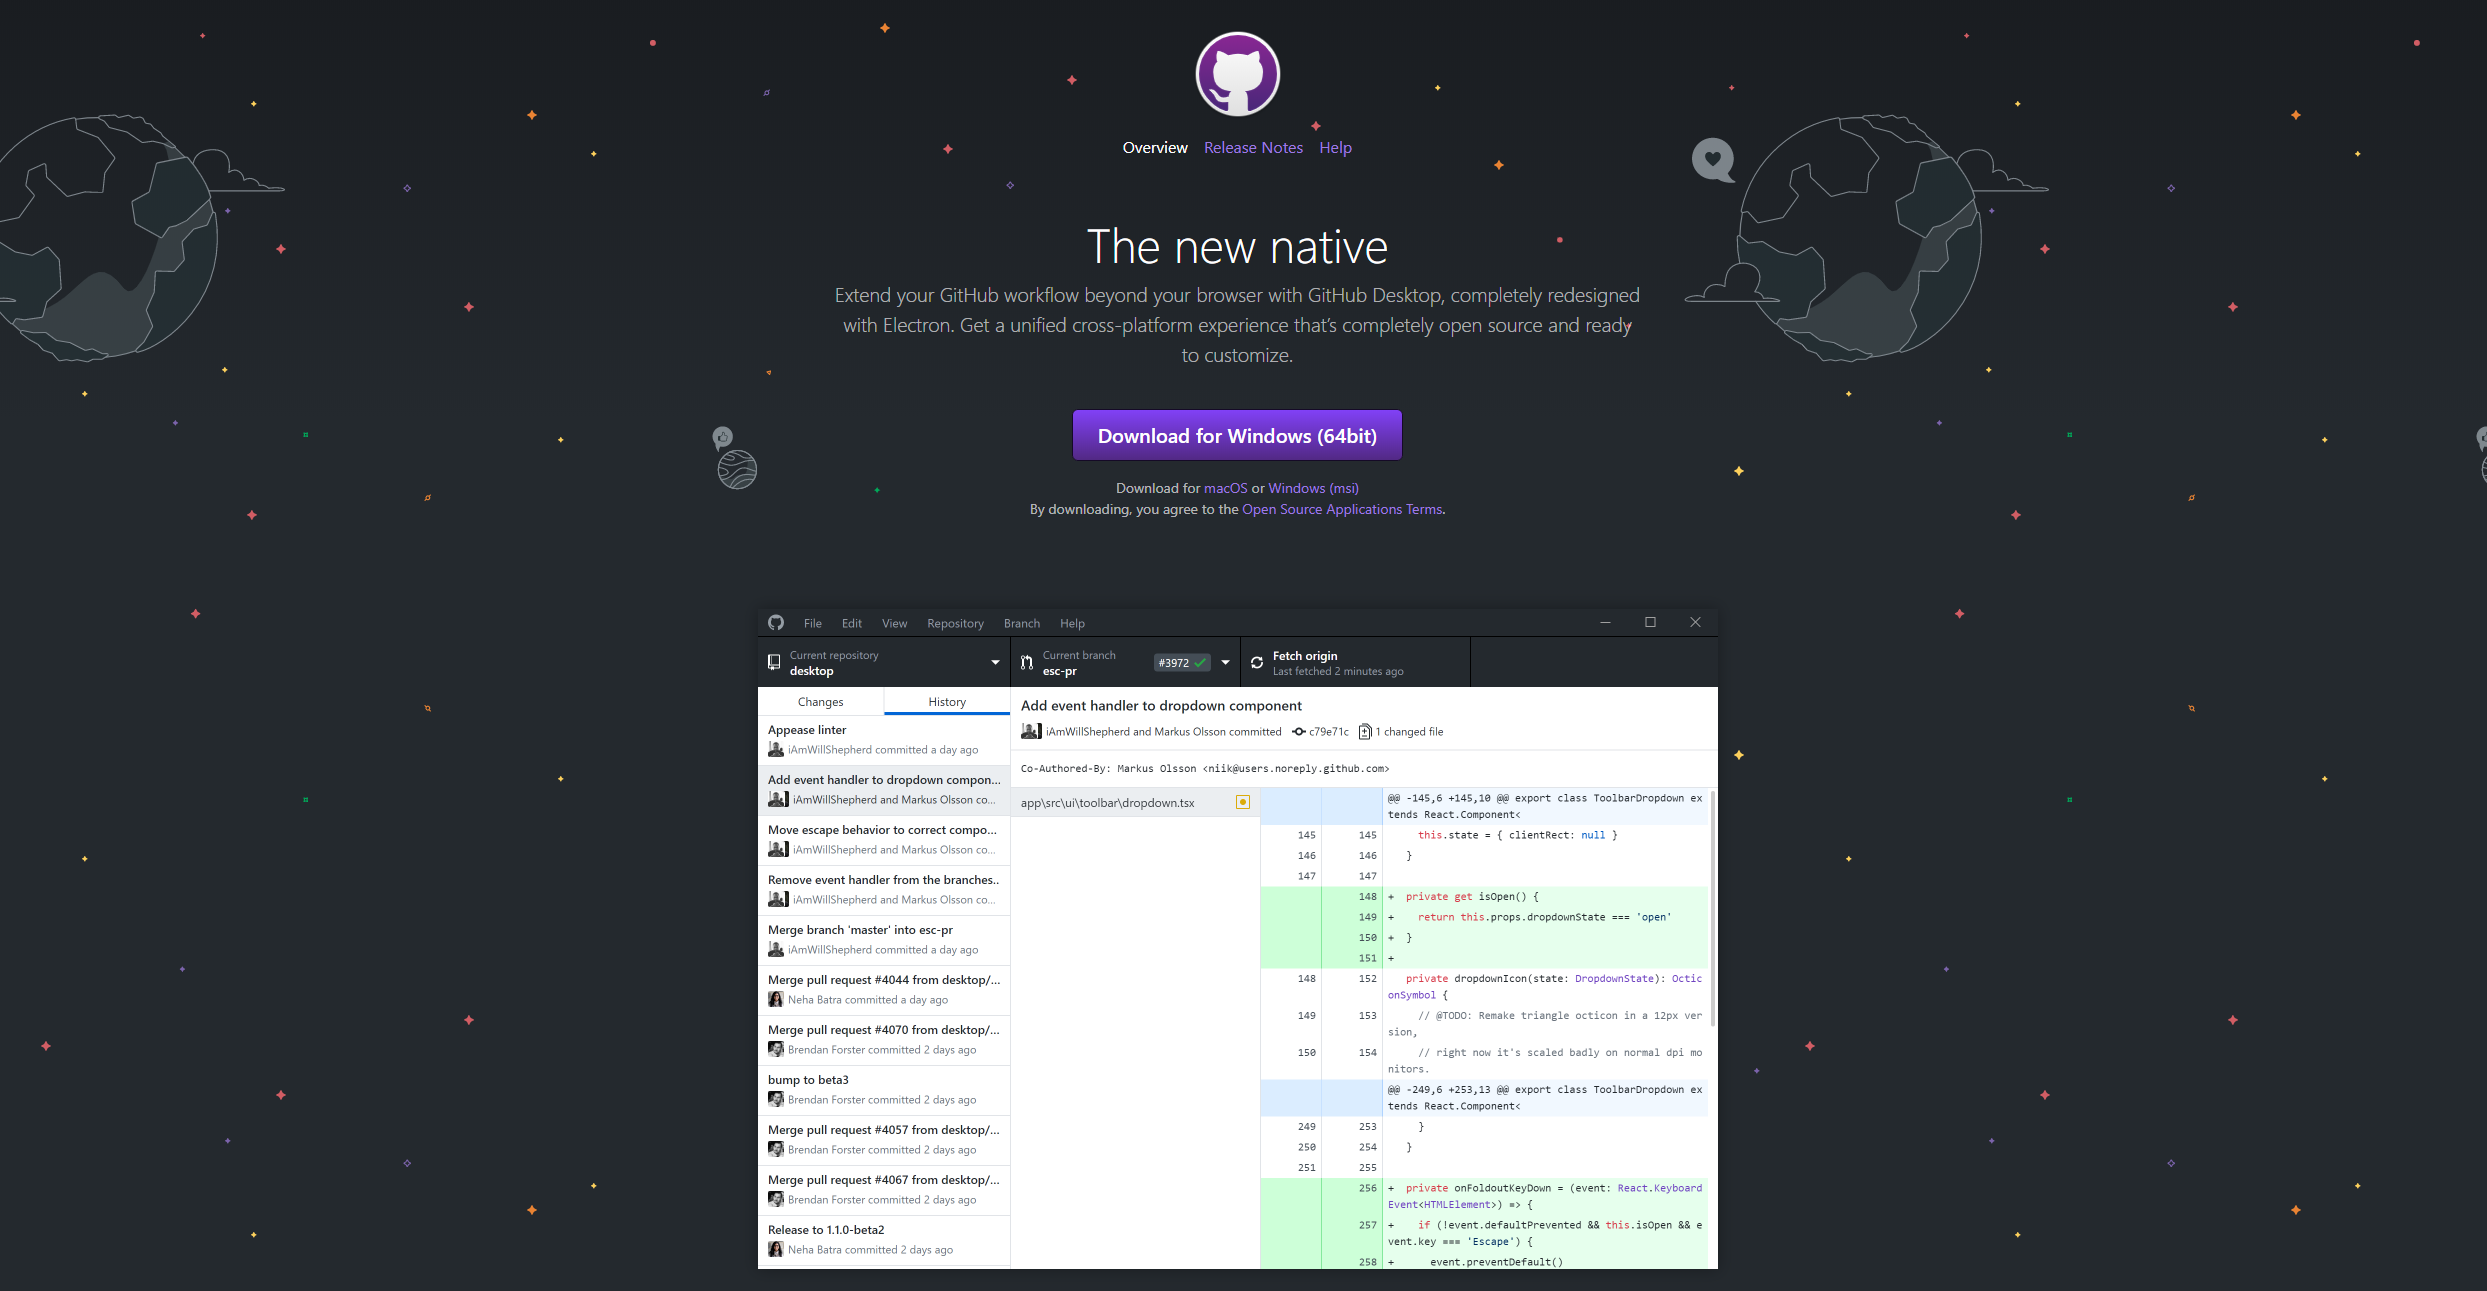 Overview Release Notes Help
The new native
Extend your GitHub workflow beyond your browser with GitHub Desktop, completely redesigned
with Electron. Get a unified cross-platform experience that's completely open source and ready
to customize.
Download for Windows (64bit)
Download for macOS or Windows (msi)
By downloading, you agree to the Open Source Applications Terms.
File Edit View Repository Branch Help
Current repository
desktop
Current branch
esc-pr
#3972
Fetch origin
Last fetched 2 minutes ago
Changes History
Appease linter
iAmWillShepherd committed a day ago
Add event handler to dropdown compon...
iAmWillShepherd and Markus Olsson co...
Move escape behavior to correct compo...
iAmWillShepherd and Markus Olsson co...
Remove event handler from the branches..
iAmWillShepherd and Markus Olsson co...
Merge branch 'master' into esc-pr
iAmWillShepherd committed a day ago
Merge pull request #4044 from desktop/...
Neha Batra committed a day ago
Merge pull request #4070 from desktop/...
Brendan Forster committed 2 days ago
bump to beta3
Brendan Forster committed 2 days ago
Merge pull request #4057 from desktop/...
Brendan Forster committed 2 days ago
Merge pull request #4067 from desktop/...
Brendan Forster committed 2 days ago
Release to 1.1.0-beta2
Neha Batra committed 2 days ago
Add event handler to dropdown component
iAmWillShepherd and Markus Olsson committed c79e71c 1 changed file
Co-Authored-By: Markus Olsson <niik@users.noreply.github.com>
app\src\ui\toolbar\dropdown.tsx
@@ -145,6 +145,10 @@ export class ToolbarDropdown ex
tends React.Component<
145 145 this.state = { clientRect: null }
146 146 }
147 147
148 + private get isOpen() {
149 + return this.props.dropdownState === 'open'
150 + }
151 +
148 152 private dropdownIcon(state: DropdownState): Octic
onSymbol {
149 153 // @TODO: Remake triangle octicon in a 12px ver
sion,
150 154 // right now it's scaled badly on normal dpi mo
nitors.
@@ -249,6 +253,13 @@ export class ToolbarDropdown ex
tends React.Component<
249 253 }
250 254 }
251 255
256 + private onFoldoutKeyDown = (event: React.Keyboard
Event<HTMLElement>) => {
257 + if (!event.defaultPrevented && this.isOpen && e
vent.key === 'Escape') {
258 + event.preventDefault()